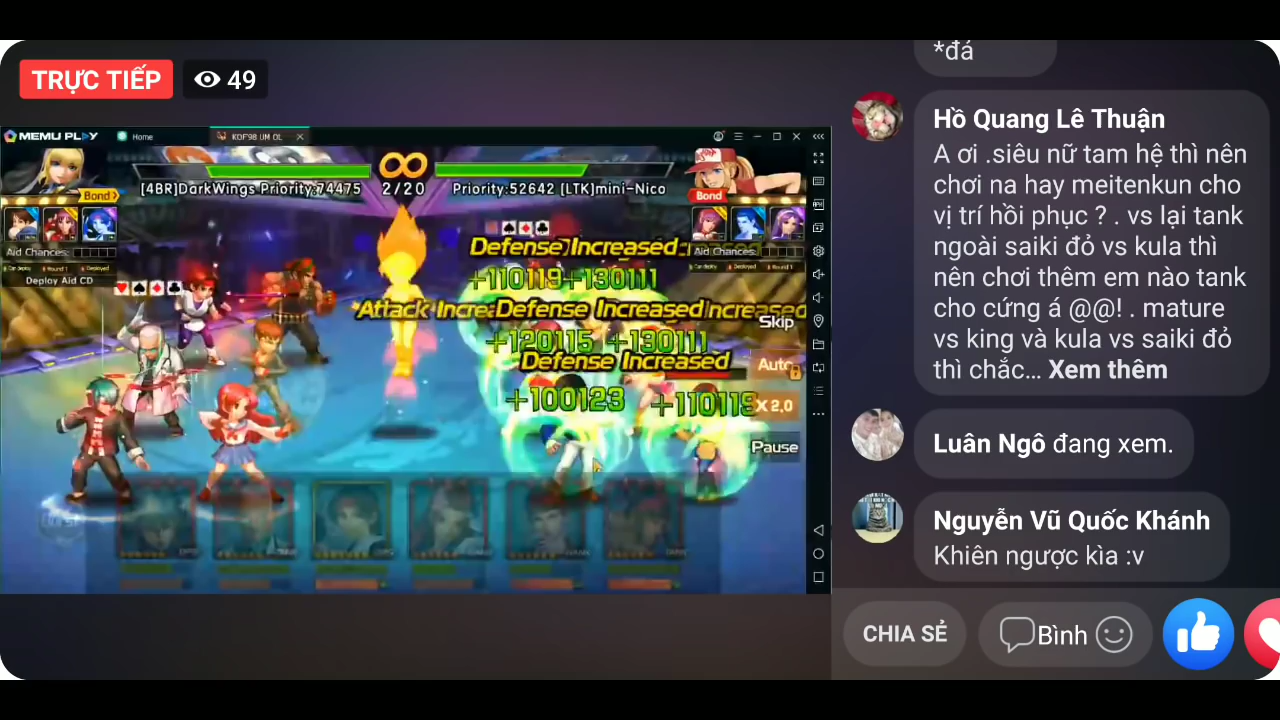 TRỰC TIẾP
49
MEMU PLAY
Home
KOF98 UM OL
[4BR]DarkWings Priority:74475
2/20
Priority:52642 [LTK]mini-Nico
Bond
Bond
Aid Chances:
Aid Chances:
Deploy Aid CD
Defense Increased
+110119+130111
Defense Increased
+120115 +130111
Defense Increased
+100123 +110119
Skip
Auto
X 2.0
Pause
*đá
Hồ Quang Lê Thuận
A ơi .siêu nữ tam hệ thì nên
chơi na hay meitenkun cho
vị trí hồi phục ? . vs lại tank
ngoài saiki đỏ vs kula thì
nên chơi thêm em nào tank
cho cứng á @@! . mature
vs king và kula vs saiki đỏ
thì chắc... Xem thêm
Luân Ngô đang xem.
Nguyễn Vũ Quốc Khánh
Khiên ngược kìa :v
CHIA SẺ
Bình